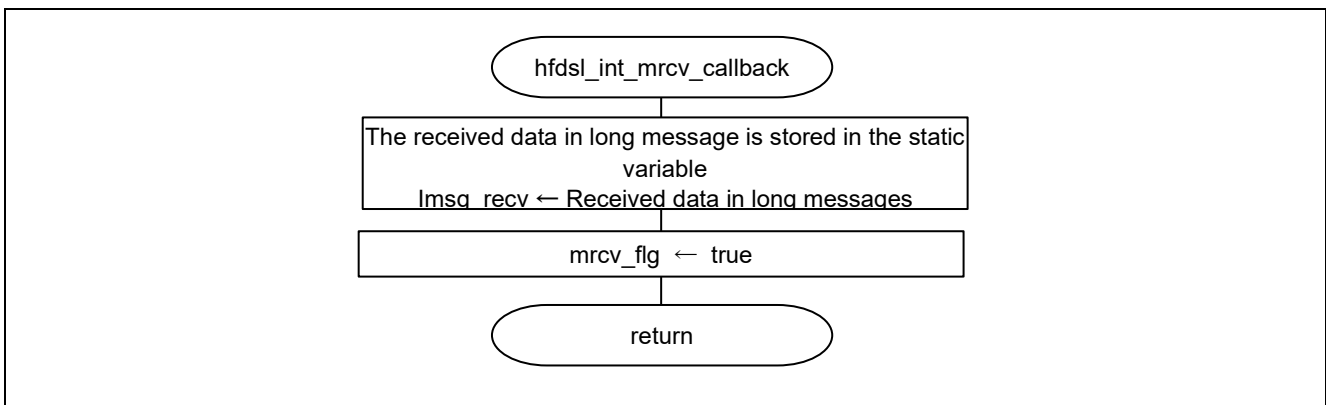 hfdsl_int_mrcv_callback
The received data in long message is stored in the static
variable
lmsg_recv ← Received data in long messages
mrcv_flg ← true
return